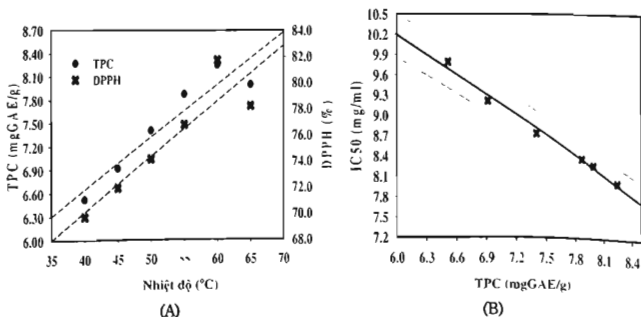 (A)
8.70
8.40
8.10
7.80
7.50
7.20
6.90
6.60
6.30
6.00
TPC (mgGAE/g)
TPC
DPPH
84.0
82.0
80.0
78.0
76.0
74.0
72.0
70.0
68.0
DPPH (%)
35 40 45 50 60 65 70
Nhiệt độ (°C)
(A)
(B)
10.5
10.2
9.9
9.6
9.3
9.0
8.7
8.4
8.1
7.8
7.5
7.2
IC50 (mg/ml)
6.0 6.3 6.6 6.9 7.2 7.5 7.8 8.1 8.4
TPC (mgGAE/g)
(B)